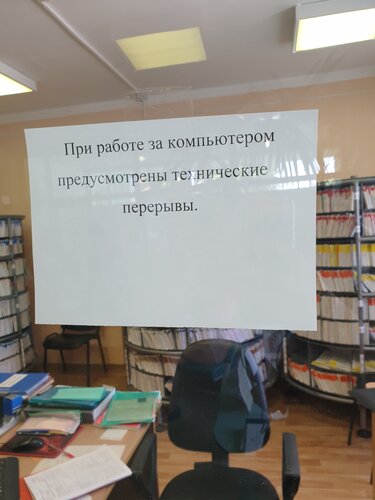 При работе за компьютером
предусмотрены технические
перерывы.